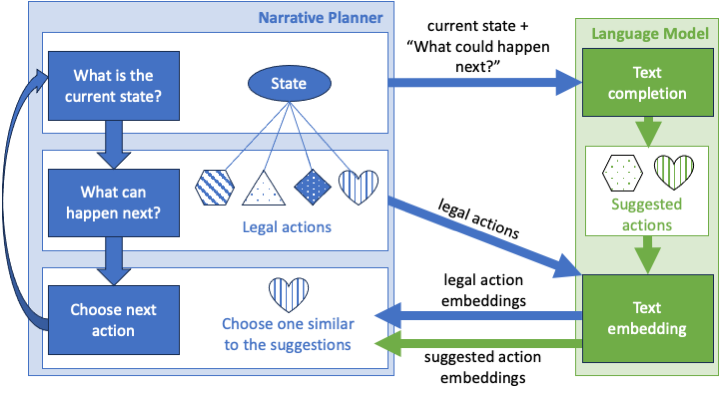 Narrative Planner
What is the
current state?
State
What can
happen next?
Legal actions
Choose next
action
Choose one similar
to the suggestions
current state +
“What could happen
next?”
legal actions
legal action
embeddings
suggested action
embeddings
Language Model
Text
completion
Suggested
actions
Text
embedding